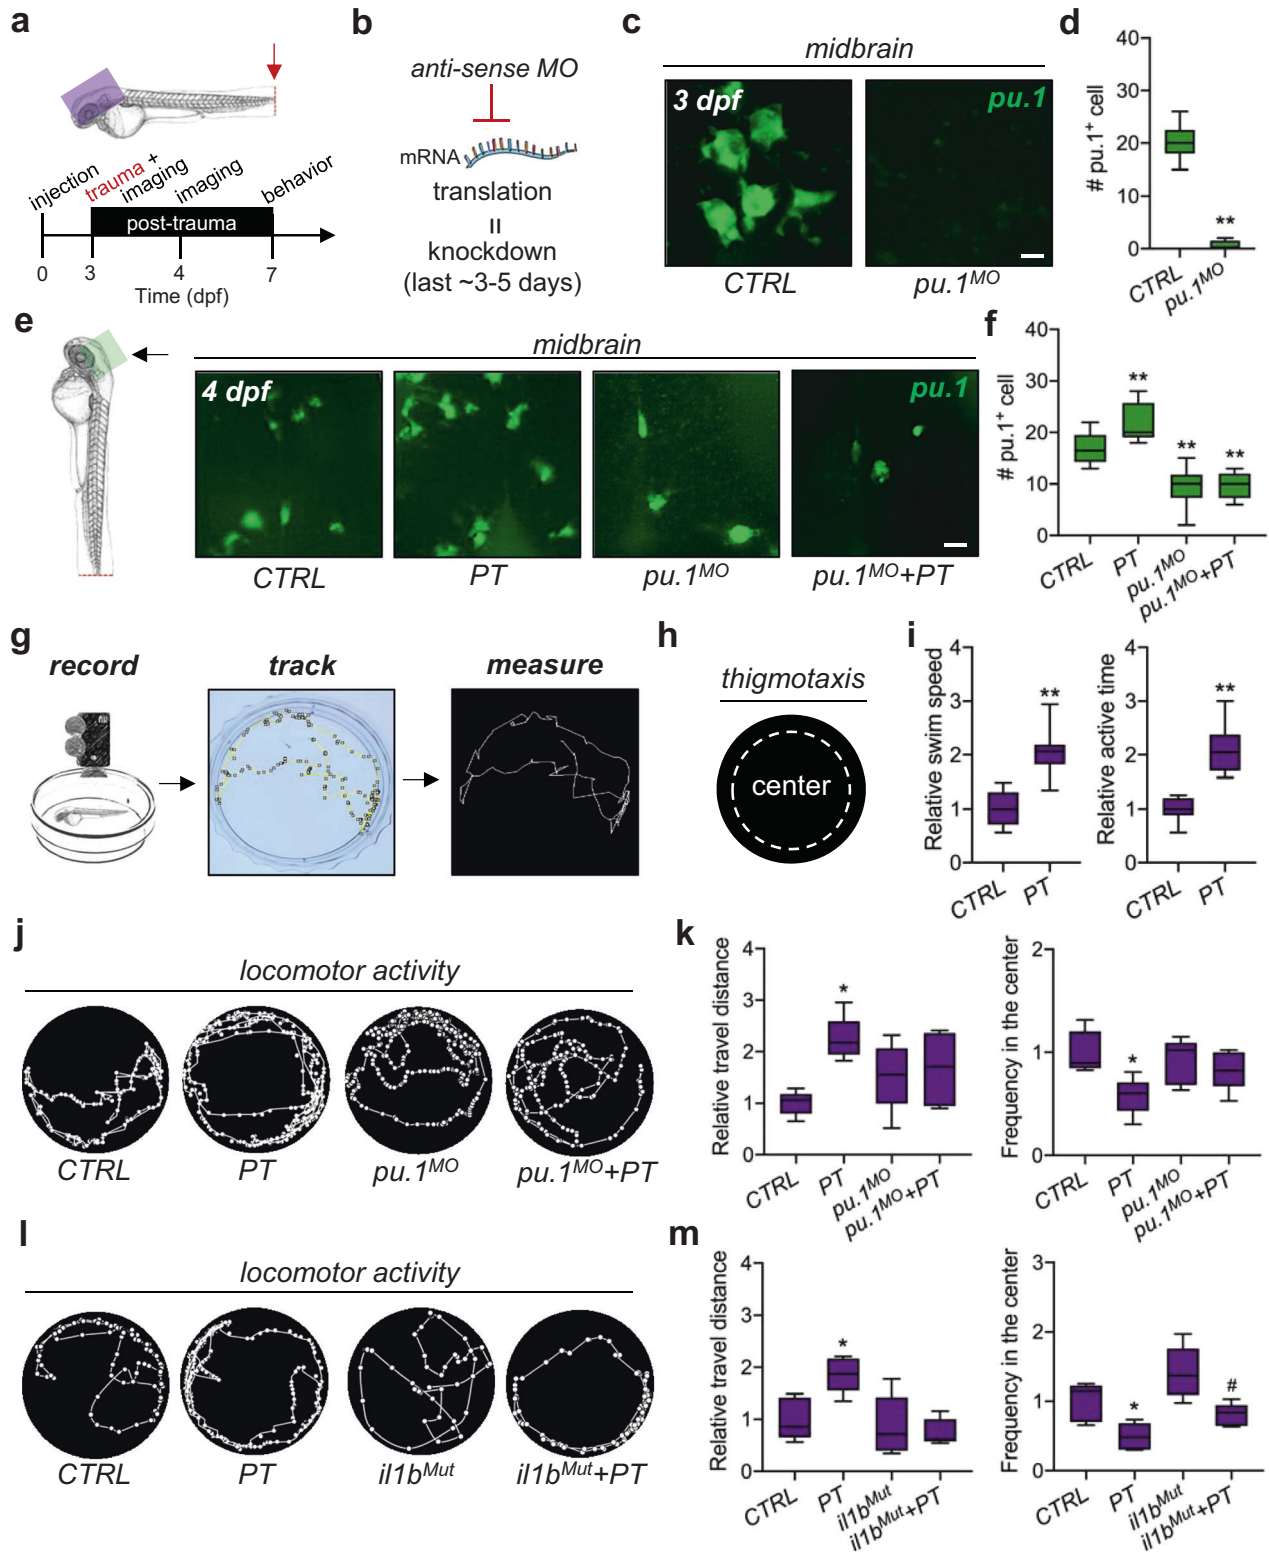 a
injection
trauma +
imaging
imaging
behavior
post-trauma
0 3 4 7
Time (dpf)
b
anti-sense MO
mRNA
translation
=
knockdown
(last ~3-5 days)
c
midbrain
3 dpf
pu.1
CTRL
pu.1MO
d
# pu.1+ cell
40
30
20
10
0
**
CTRL
pu.1MO
e
midbrain
4 dpf
pu.1
CTRL
PT
pu.1MO
pu.1MO+PT
f
# pu.1+ cell
40
30
20
10
0
**
**
**
CTRL
PT
pu.1MO
pu.1MO+PT
g
record
track
measure
h
thigmotaxis
center
i
Relative swim speed
4
3
2
1
0
**
CTRL
PT
Relative active time
4
3
2
1
0
**
CTRL
PT
j
locomotor activity
CTRL
PT
pu.1MO
pu.1MO+PT
k
Relative travel distance
4
3
2
1
0
*
CTRL
PT
pu.1MO
pu.1MO+PT
Frequency in the center
2
1
0
*
CTRL
PT
pu.1MO
pu.1MO+PT
l
locomotor activity
CTRL
PT
il1bMut
il1bMut+PT
m
Relative travel distance
4
3
2
1
0
*
CTRL
PT
il1bMut
il1bMut+PT
Frequency in the center
3
2
1
0
*
#
CTRL
PT
il1bMut
il1bMut+PT